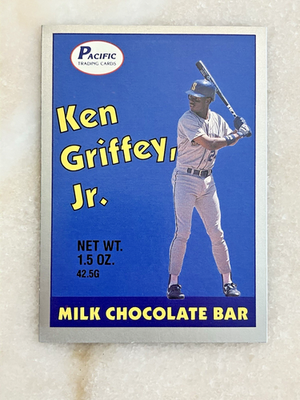 PACIFIC
TRADING CARDS
Ken
Griffey,
Jr.
NET WT.
1.5 OZ.
42.5G
MILK CHOCOLATE BAR